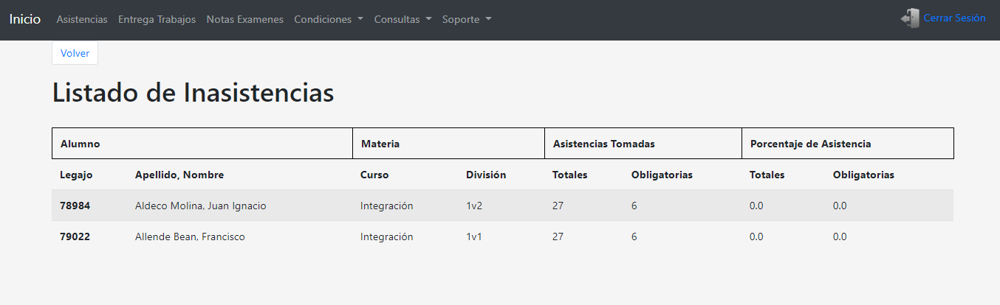 Inicio Asistencias Entrega Trabajos Notas Examenes Condiciones Consultas Soporte Cerrar Sesión
Volver
Listado de Inasistencias
Alumno Materia Asistencias Tomadas Porcentaje de Asistencia
Legajo Apellido, Nombre Curso División Totales Obligatorias Totales Obligatorias
78984 Aldeco Molina, Juan Ignacio Integración 1v2 27 6 0.0 0.0
79022 Allende Bean, Francisco Integración 1v1 27 6 0.0 0.0